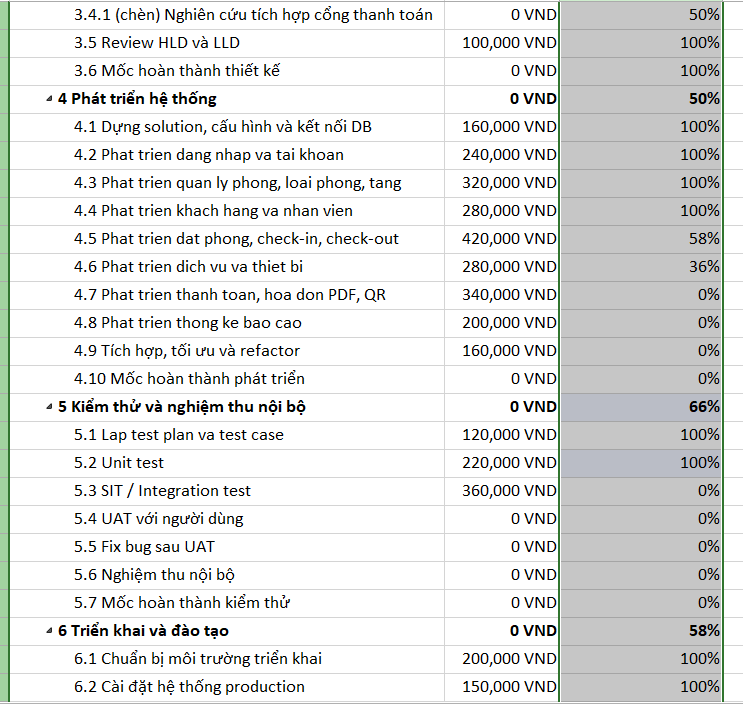 3.4.1 (chèn) Nghiên cứu tích hợp cổng thanh toán 0 VND 50%
3.5 Review HLD và LLD 100,000 VND 100%
3.6 Mốc hoàn thành thiết kế 0 VND 100%
4 Phát triển hệ thống 0 VND 50%
4.1 Dựng solution, cấu hình và kết nối DB 160,000 VND 100%
4.2 Phat trien dang nhap va tai khoan 240,000 VND 100%
4.3 Phat trien quan ly phong, loai phong, tang 320,000 VND 100%
4.4 Phat trien khach hang va nhan vien 280,000 VND 100%
4.5 Phat trien dat phong, check-in, check-out 420,000 VND 58%
4.6 Phat trien dich vu va thiet bi 280,000 VND 36%
4.7 Phat trien thanh toan, hoa don PDF, QR 340,000 VND 0%
4.8 Phat trien thong ke bao cao 200,000 VND 0%
4.9 Tích hợp, tối ưu và refactor 160,000 VND 0%
4.10 Mốc hoàn thành phát triển 0 VND 0%
5 Kiểm thử và nghiệm thu nội bộ 0 VND 66%
5.1 Lap test plan va test case 120,000 VND 100%
5.2 Unit test 220,000 VND 100%
5.3 SIT / Integration test 360,000 VND 0%
5.4 UAT với người dùng 0 VND 0%
5.5 Fix bug sau UAT 0 VND 0%
5.6 Nghiệm thu nội bộ 0 VND 0%
5.7 Mốc hoàn thành kiểm thử 0 VND 0%
6 Triển khai và đào tạo 0 VND 58%
6.1 Chuẩn bị môi trường triển khai 200,000 VND 100%
6.2 Cài đặt hệ thống production 150,000 VND 100%